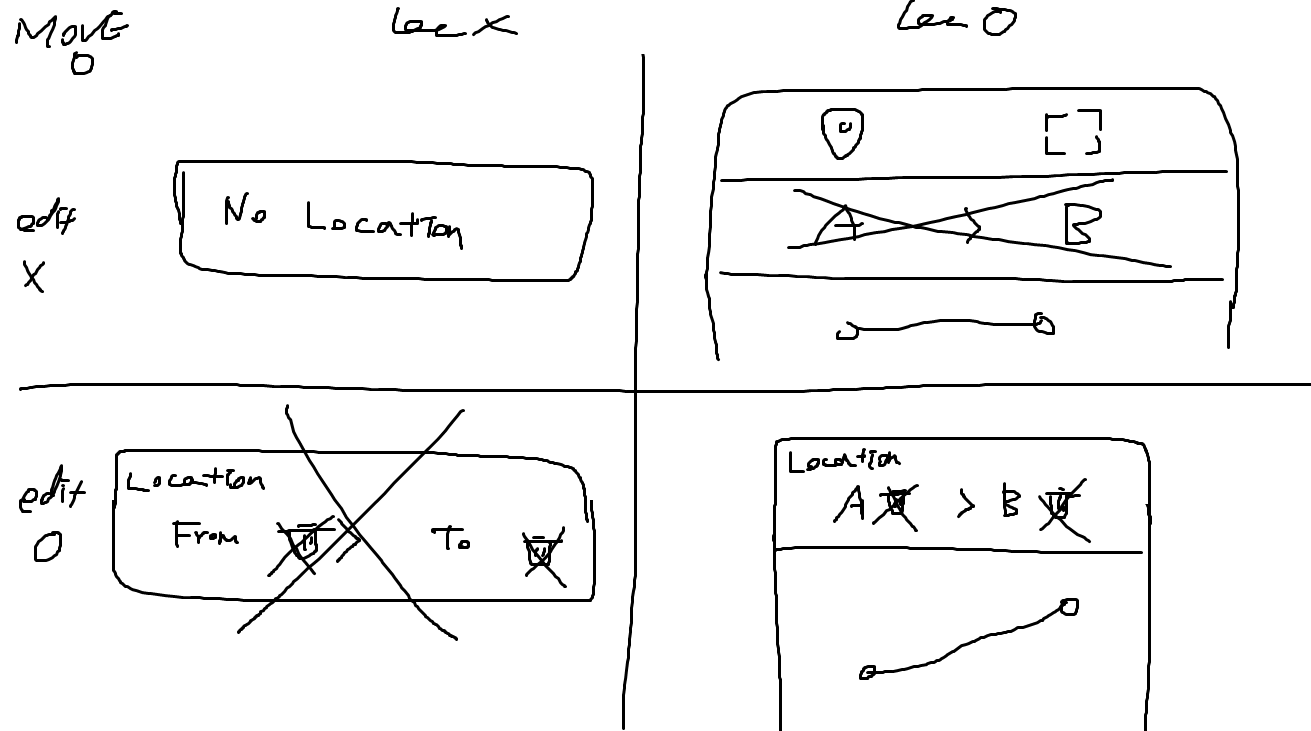 Move Loc X Loc O
O
No Location
edit
X
A > B
Location
From > To
edit
O
Location
A > B